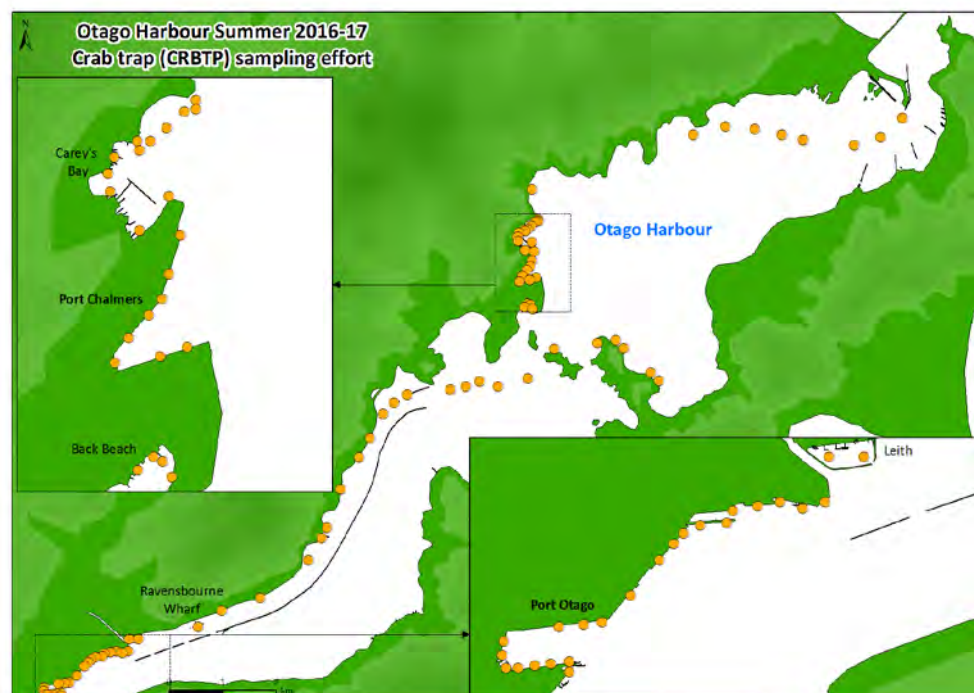 N
Otago Harbour Summer 2016-17
Crab trap (CRBTP) sampling effort
Carey's
Bay
Otago Harbour
Port Chalmers
Back Beach
Leith
Ravensbourne
Wharf
Port Otago